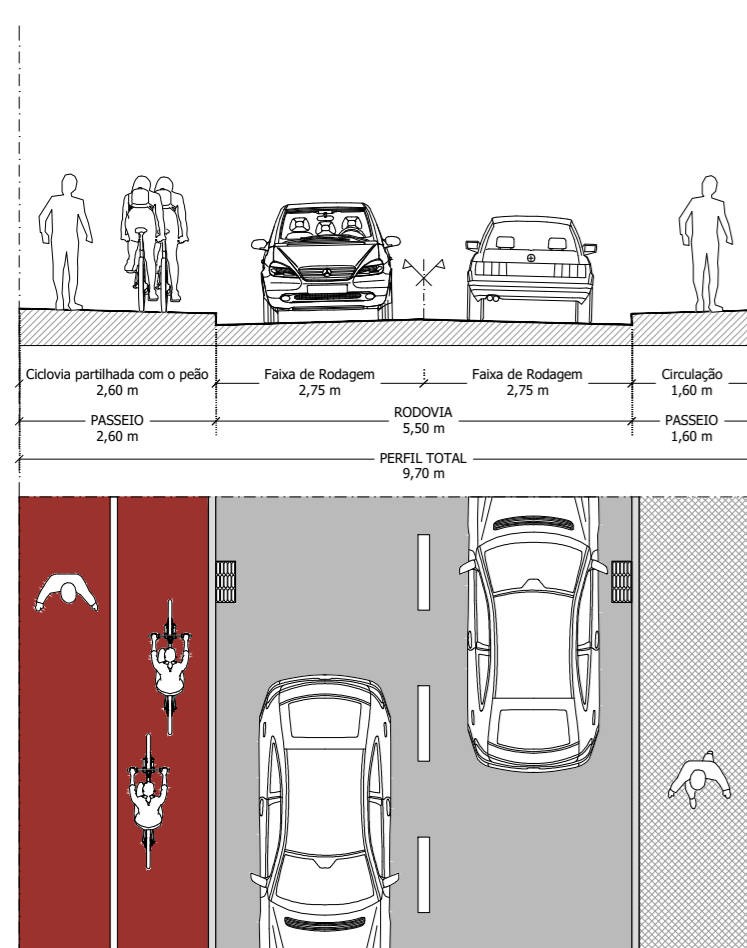 Ciclovia partilhada com o peão
2,60 m
Faixa de Rodagem
2,75 m
Faixa de Rodagem
2,75 m
Circulação
1,60 m
PASSEIO
2,60 m
RODOVIA
5,50 m
PASSEIO
1,60 m
PERFIL TOTAL
9,70 m